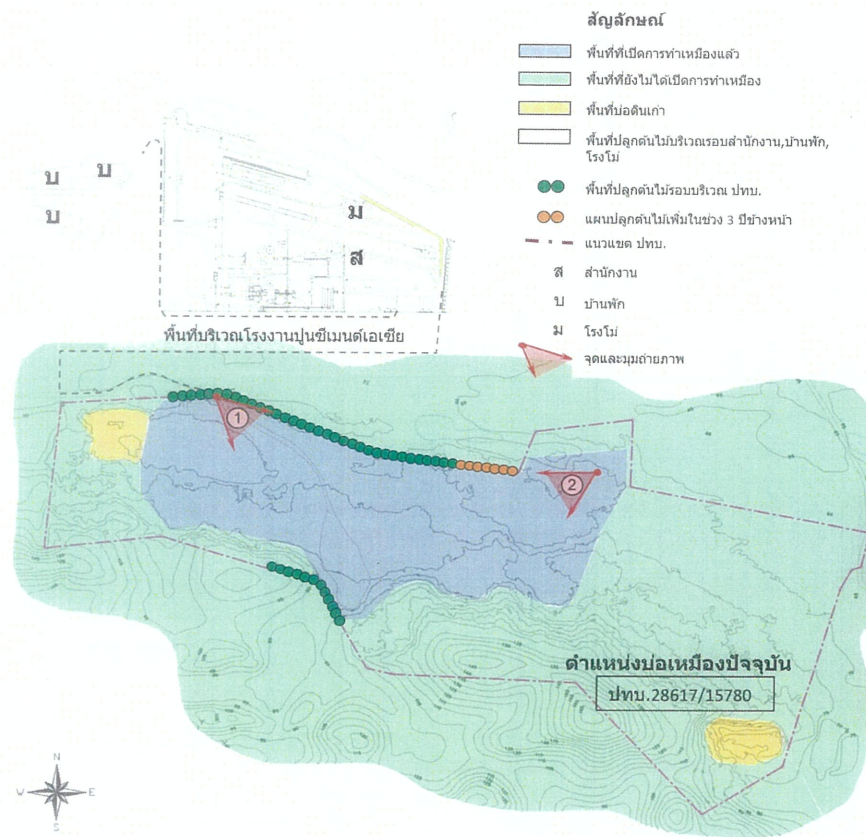 สัญลักษณ์
พื้นที่ที่เปิดการทำเหมืองแล้ว
พื้นที่ที่ยังไม่ได้เปิดการทำเหมือง
พื้นที่บ่อดินเก่า
พื้นที่ปลูกต้นไม้บริเวณรอบสำนักงาน,บ้านพัก,
โรงโม่
พื้นที่ปลูกต้นไม้รอบบริเวณ ปทบ.
แผนปลูกต้นไม้เพิ่มในช่วง 3 ปีข้างหน้า
แนวเขต ปทบ.
ส สำนักงาน
บ บ้านพัก
ม โรงโม่
จุดและมุมถ่ายภาพ
บ
บ
บ
ม
ส
พื้นที่บริเวณโรงงานปูนซีเมนต์เอเซีย
1
2
ตำแหน่งบ่อเหมืองปัจจุบัน
ปทบ.28617/15780
N
W E
S